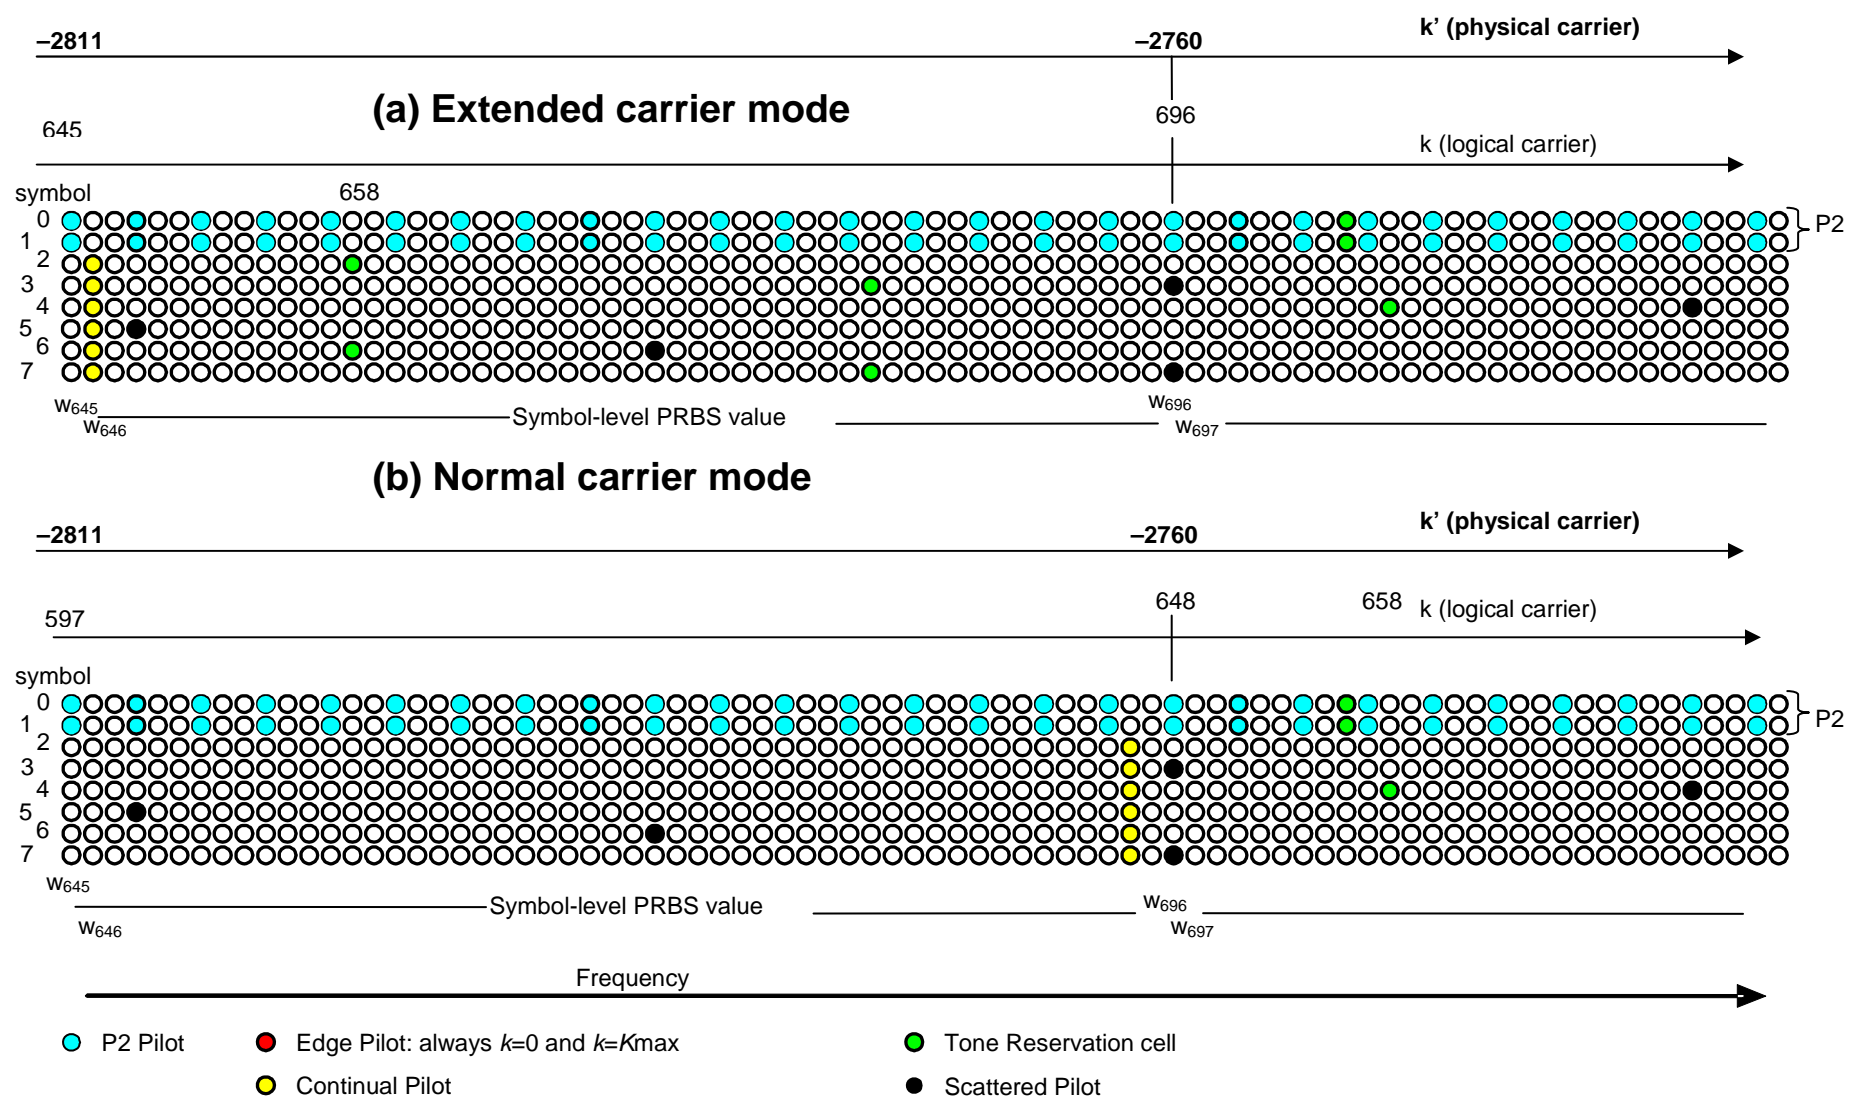 k’ (physical carrier)
–2811 –2760
(a) Extended carrier mode
696
645
k (logical carrier)
symbol 658
0
1 P2
2
3
4
5
6
7
w645 w696
w646 Symbol-level PRBS value w697
(b) Normal carrier mode
k’ (physical carrier)
–2811 –2760
648 658 k (logical carrier)
597
symbol
0
1 P2
2
3
4
5
6
7
w645
w646 Symbol-level PRBS value w696
w697
Frequency
P2 Pilot Edge Pilot: always k=0 and k=Kmax Tone Reservation cell
Continual Pilot Scattered Pilot